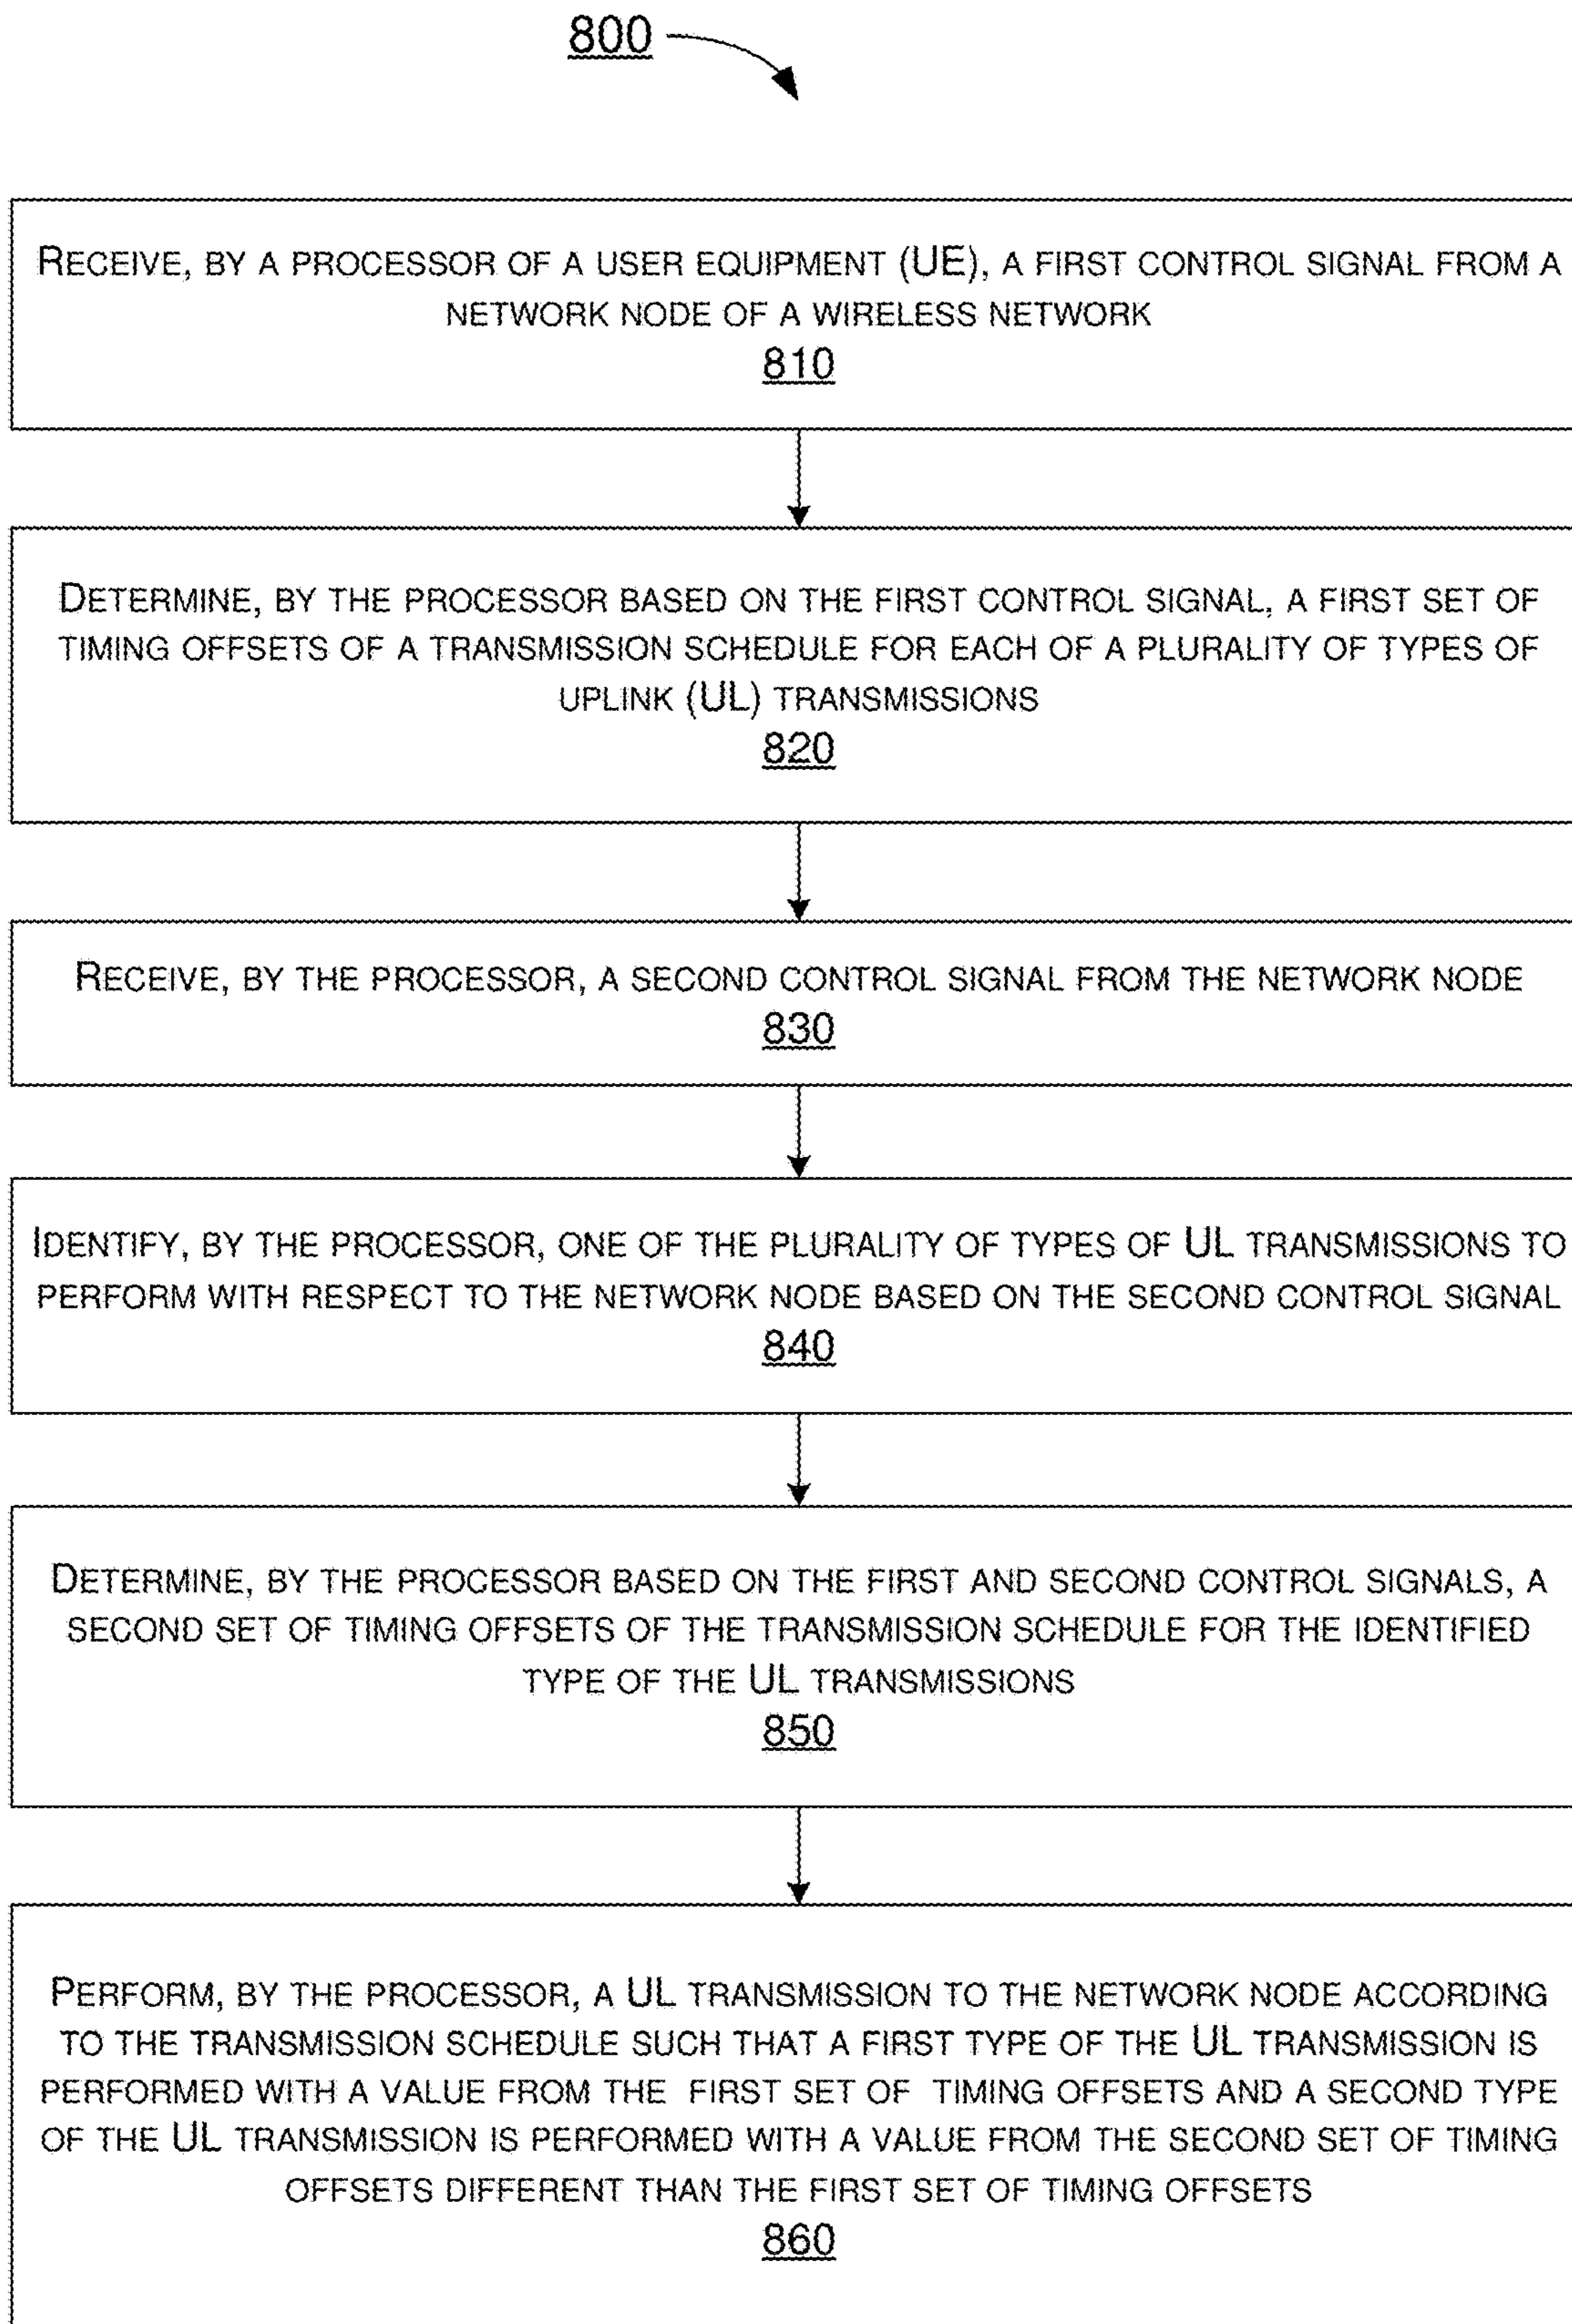 800
RECEIVE, BY A PROCESSOR OF A USER EQUIPMENT (UE), A FIRST CONTROL SIGNAL FROM A
NETWORK NODE OF A WIRELESS NETWORK
810
DETERMINE, BY THE PROCESSOR BASED ON THE FIRST CONTROL SIGNAL, A FIRST SET OF
TIMING OFFSETS OF A TRANSMISSION SCHEDULE FOR EACH OF A PLURALITY OF TYPES OF
UPLINK (UL) TRANSMISSIONS
820
RECEIVE, BY THE PROCESSOR, A SECOND CONTROL SIGNAL FROM THE NETWORK NODE
830
IDENTIFY, BY THE PROCESSOR, ONE OF THE PLURALITY OF TYPES OF UL TRANSMISSIONS TO
PERFORM WITH RESPECT TO THE NETWORK NODE BASED ON THE SECOND CONTROL SIGNAL
840
DETERMINE, BY THE PROCESSOR BASED ON THE FIRST AND SECOND CONTROL SIGNALS, A
SECOND SET OF TIMING OFFSETS OF THE TRANSMISSION SCHEDULE FOR THE IDENTIFIED
TYPE OF THE UL TRANSMISSIONS
850
PERFORM, BY THE PROCESSOR, A UL TRANSMISSION TO THE NETWORK NODE ACCORDING
TO THE TRANSMISSION SCHEDULE SUCH THAT A FIRST TYPE OF THE UL TRANSMISSION IS
PERFORMED WITH A VALUE FROM THE FIRST SET OF TIMING OFFSETS AND A SECOND TYPE
OF THE UL TRANSMISSION IS PERFORMED WITH A VALUE FROM THE SECOND SET OF TIMING
OFFSETS DIFFERENT THAN THE FIRST SET OF TIMING OFFSETS
860